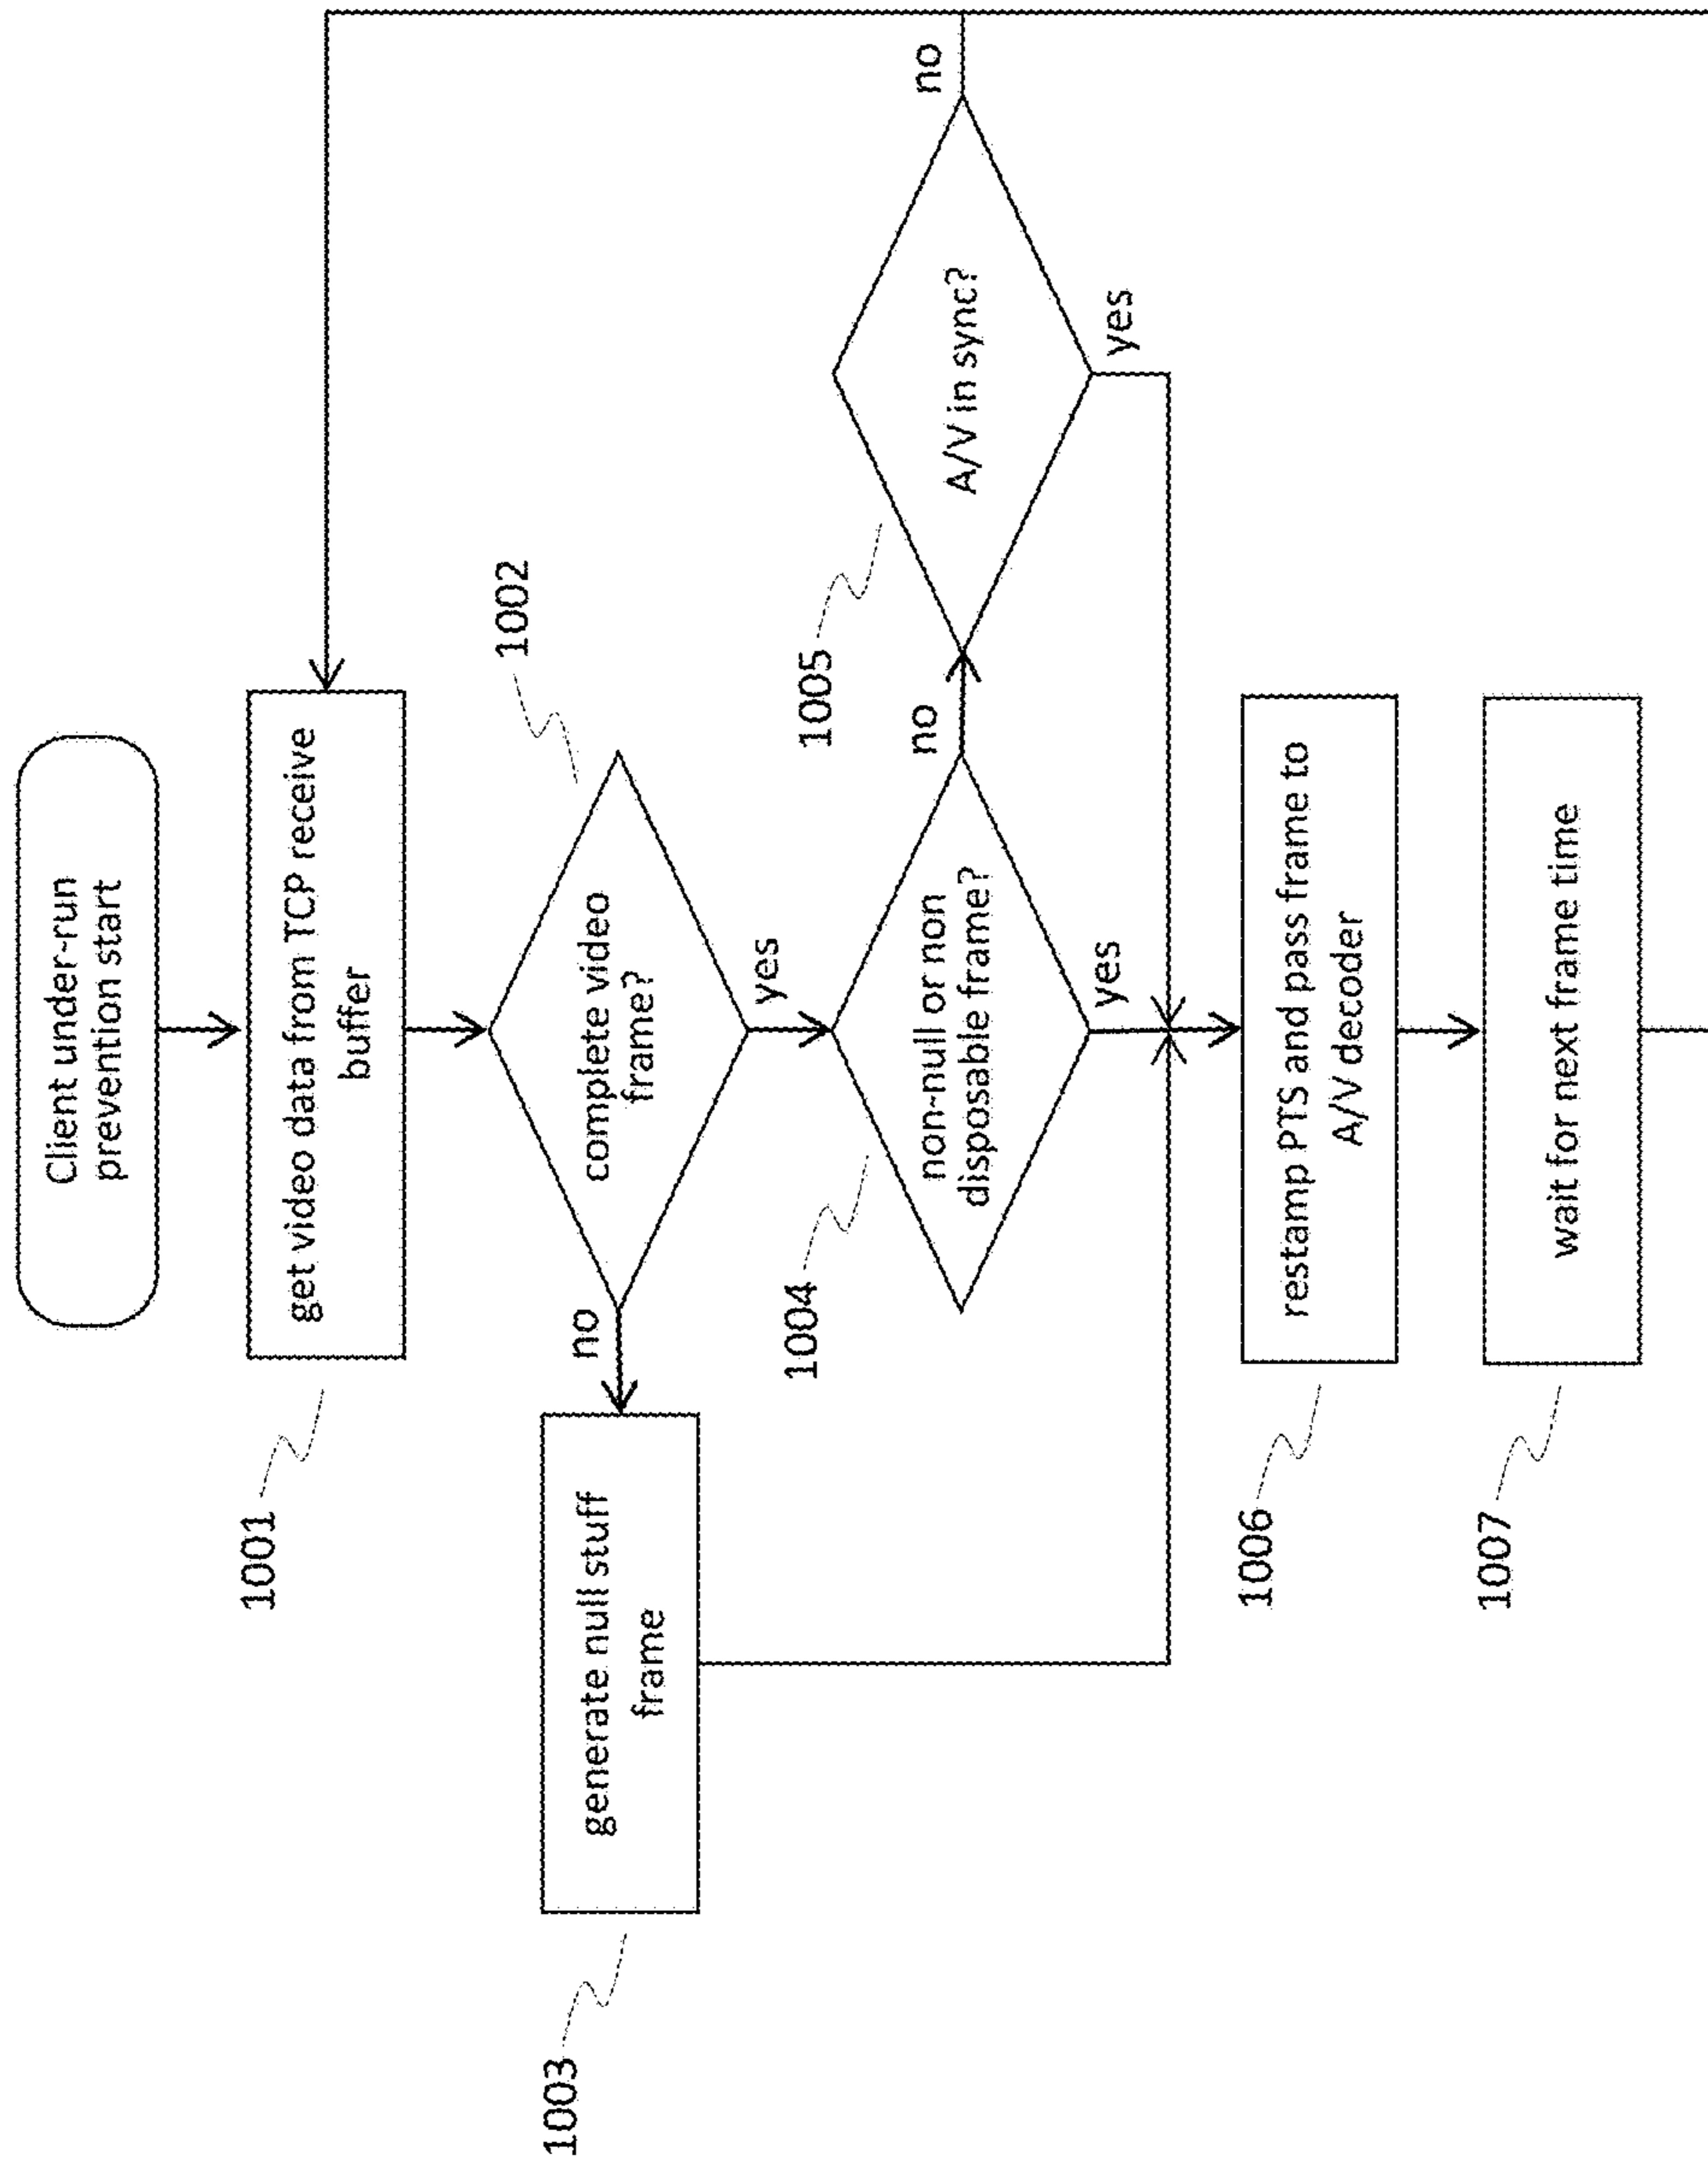 Client under-run
prevention start
1001
get video data from TCP receive
buffer
1002
complete video
frame?
no
yes
1003
generate null stuff
frame
1004
non-null or non
disposable frame?
no
yes
1005
A/V in sync?
no
yes
1006
restamp PTS and pass frame to
A/V decoder
1007
wait for next frame time